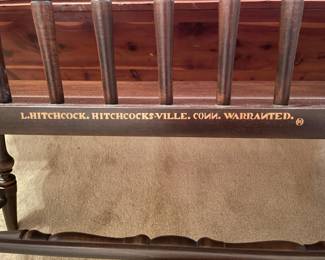 L.HITCHCOCK. HITCHCOCKS-VILLE. CONN. WARRANTED. (H)